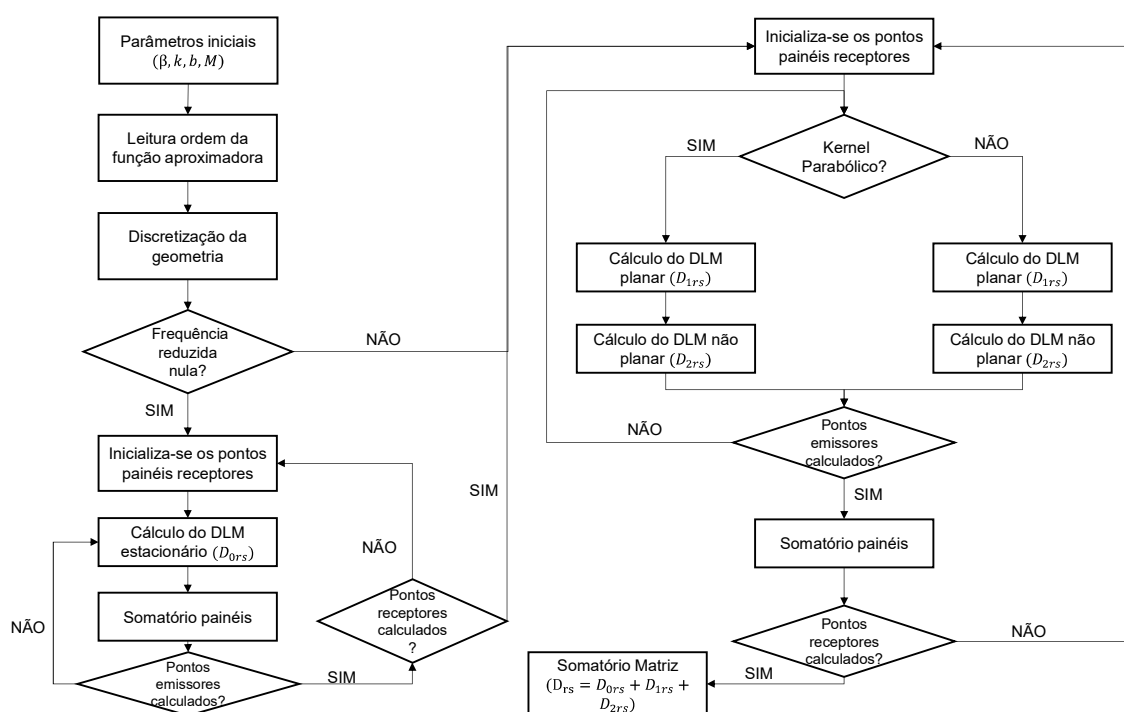 Parâmetros iniciais
(β, k, b, M)
Leitura ordem da
função aproximadora
Discretização da
geometria
Frequência
reduzida
nula?
NÃO
SIM
Inicializa-se os pontos
painéis receptores
Cálculo do DLM
estacionário (D₀rs)
Somatório painéis
NÃO
Pontos
emissores
calculados?
SIM
Pontos
receptores
calculados
?
NÃO
SIM
Inicializa-se os pontos
painéis receptores
Kernel
Parabólico?
SIM
NÃO
Cálculo do DLM
planar (D₁rs)
Cálculo do DLM não
planar (D₂rs)
Cálculo do DLM
planar (D₁rs)
Cálculo do DLM não
planar (D₂rs)
Pontos
emissores
calculados?
NÃO
SIM
Somatório painéis
Pontos
receptores
calculados?
NÃO
SIM
Somatório Matriz
(Drs = D₀rs + D₁rs +
D₂rs)